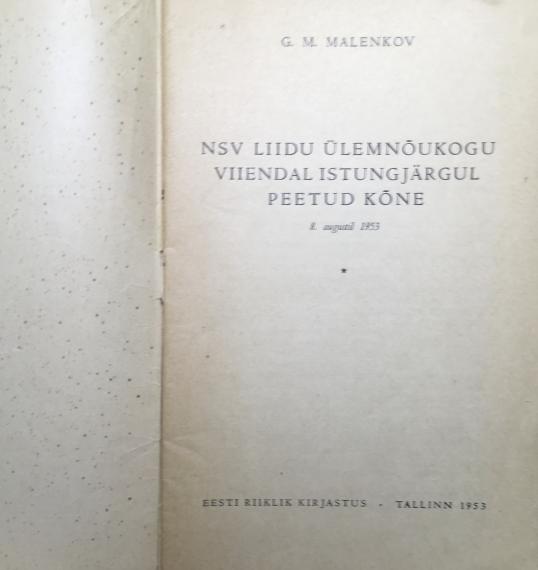 G. M. MALENKOV
NSV LIIDU ÜLEMNÕUKOGU
VIIENDAL ISTUNGJÄRGUL
PEETUD KÕNE
8. augustil 1953
*
EESTI RIIKLIK KIRJASTUS · TALLINN 1953